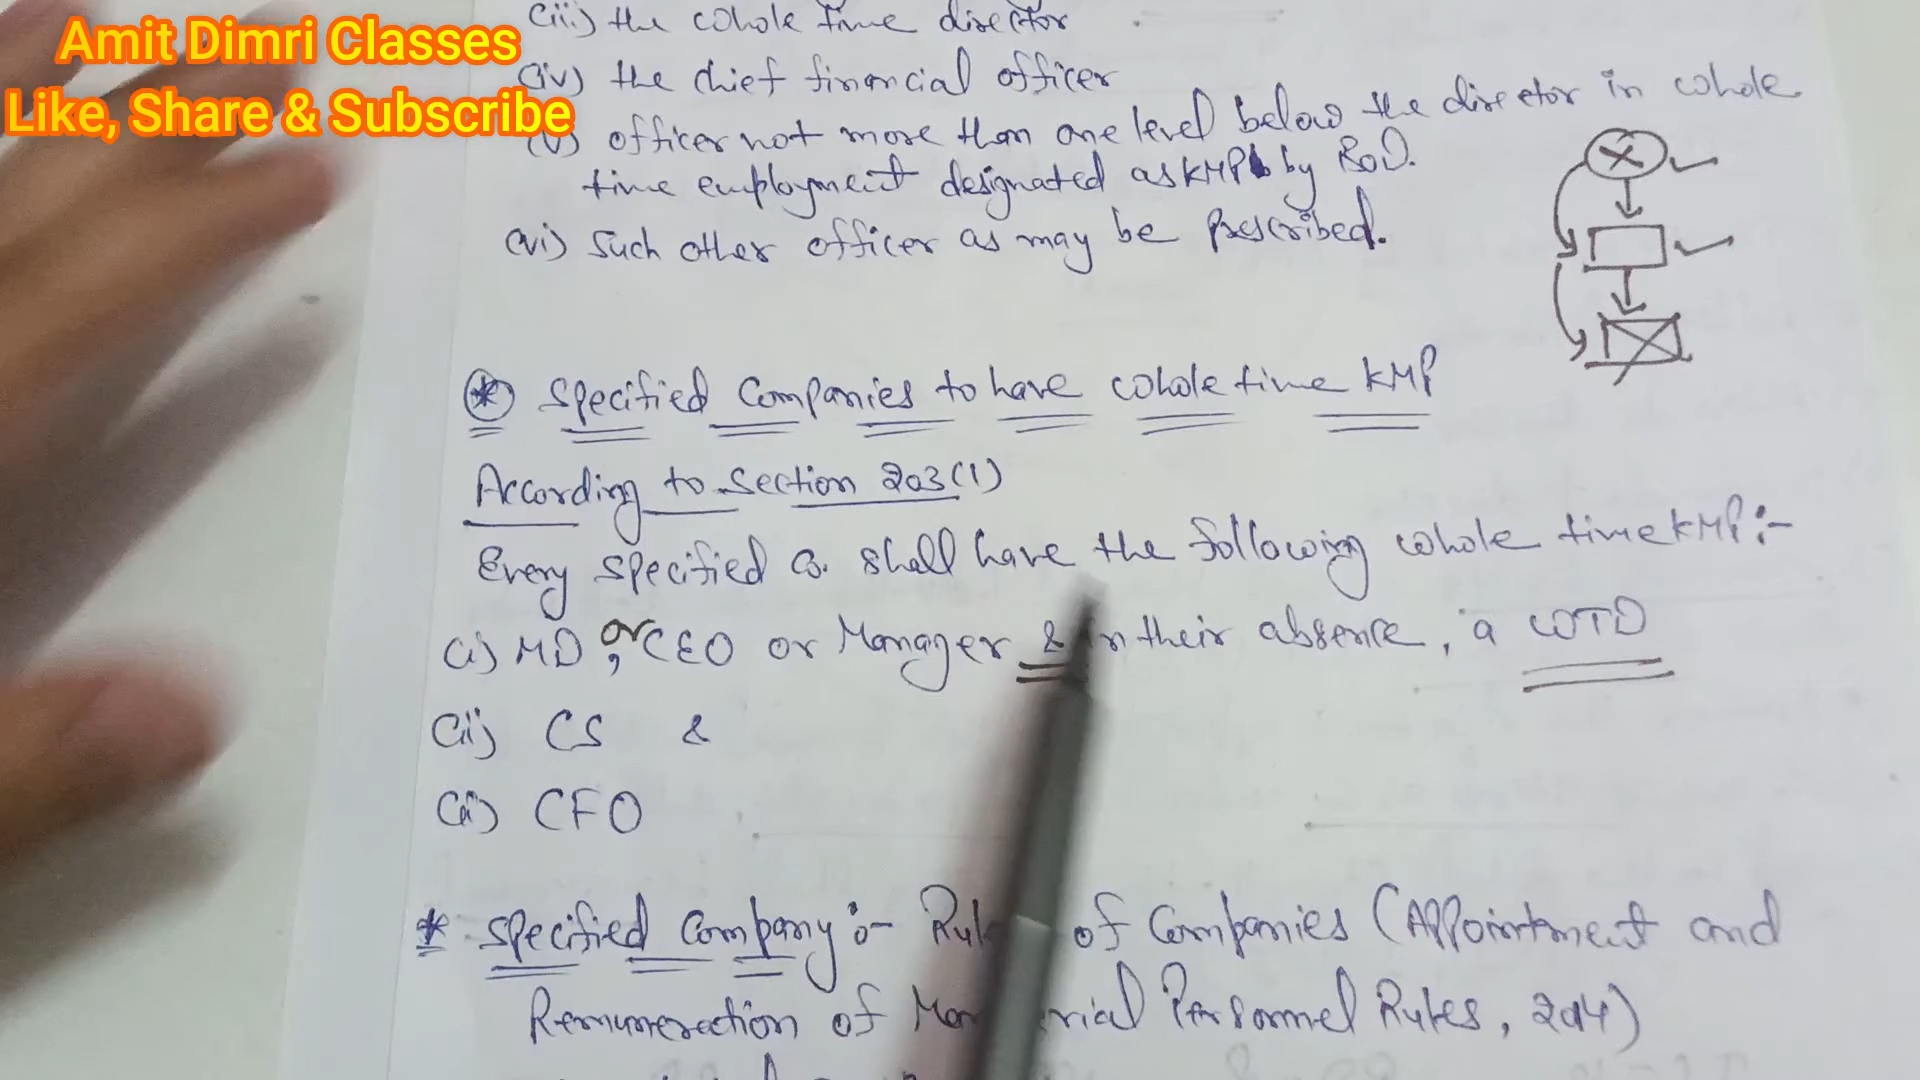 Amit Dimri Classes
Like, Share & Subscribe
(iii) the whole time director
(iv) the chief financial officer
(v) officer not more than one level below the director in whole
time employment designated as KMP by BoD.
(vi) Such other officer as may be prescribed.
* Specified Companies to have whole time KMP
According to Section 203(1)
Every specified Co. shall have the following whole time KMP :-
(i) MD, or CEO or Manager & in their absence, a WTD
(ii) CS &
(iii) CFO
* Specified Company :- of Companies (Appointment and
Remuneration of Personnel Rules, 2014)